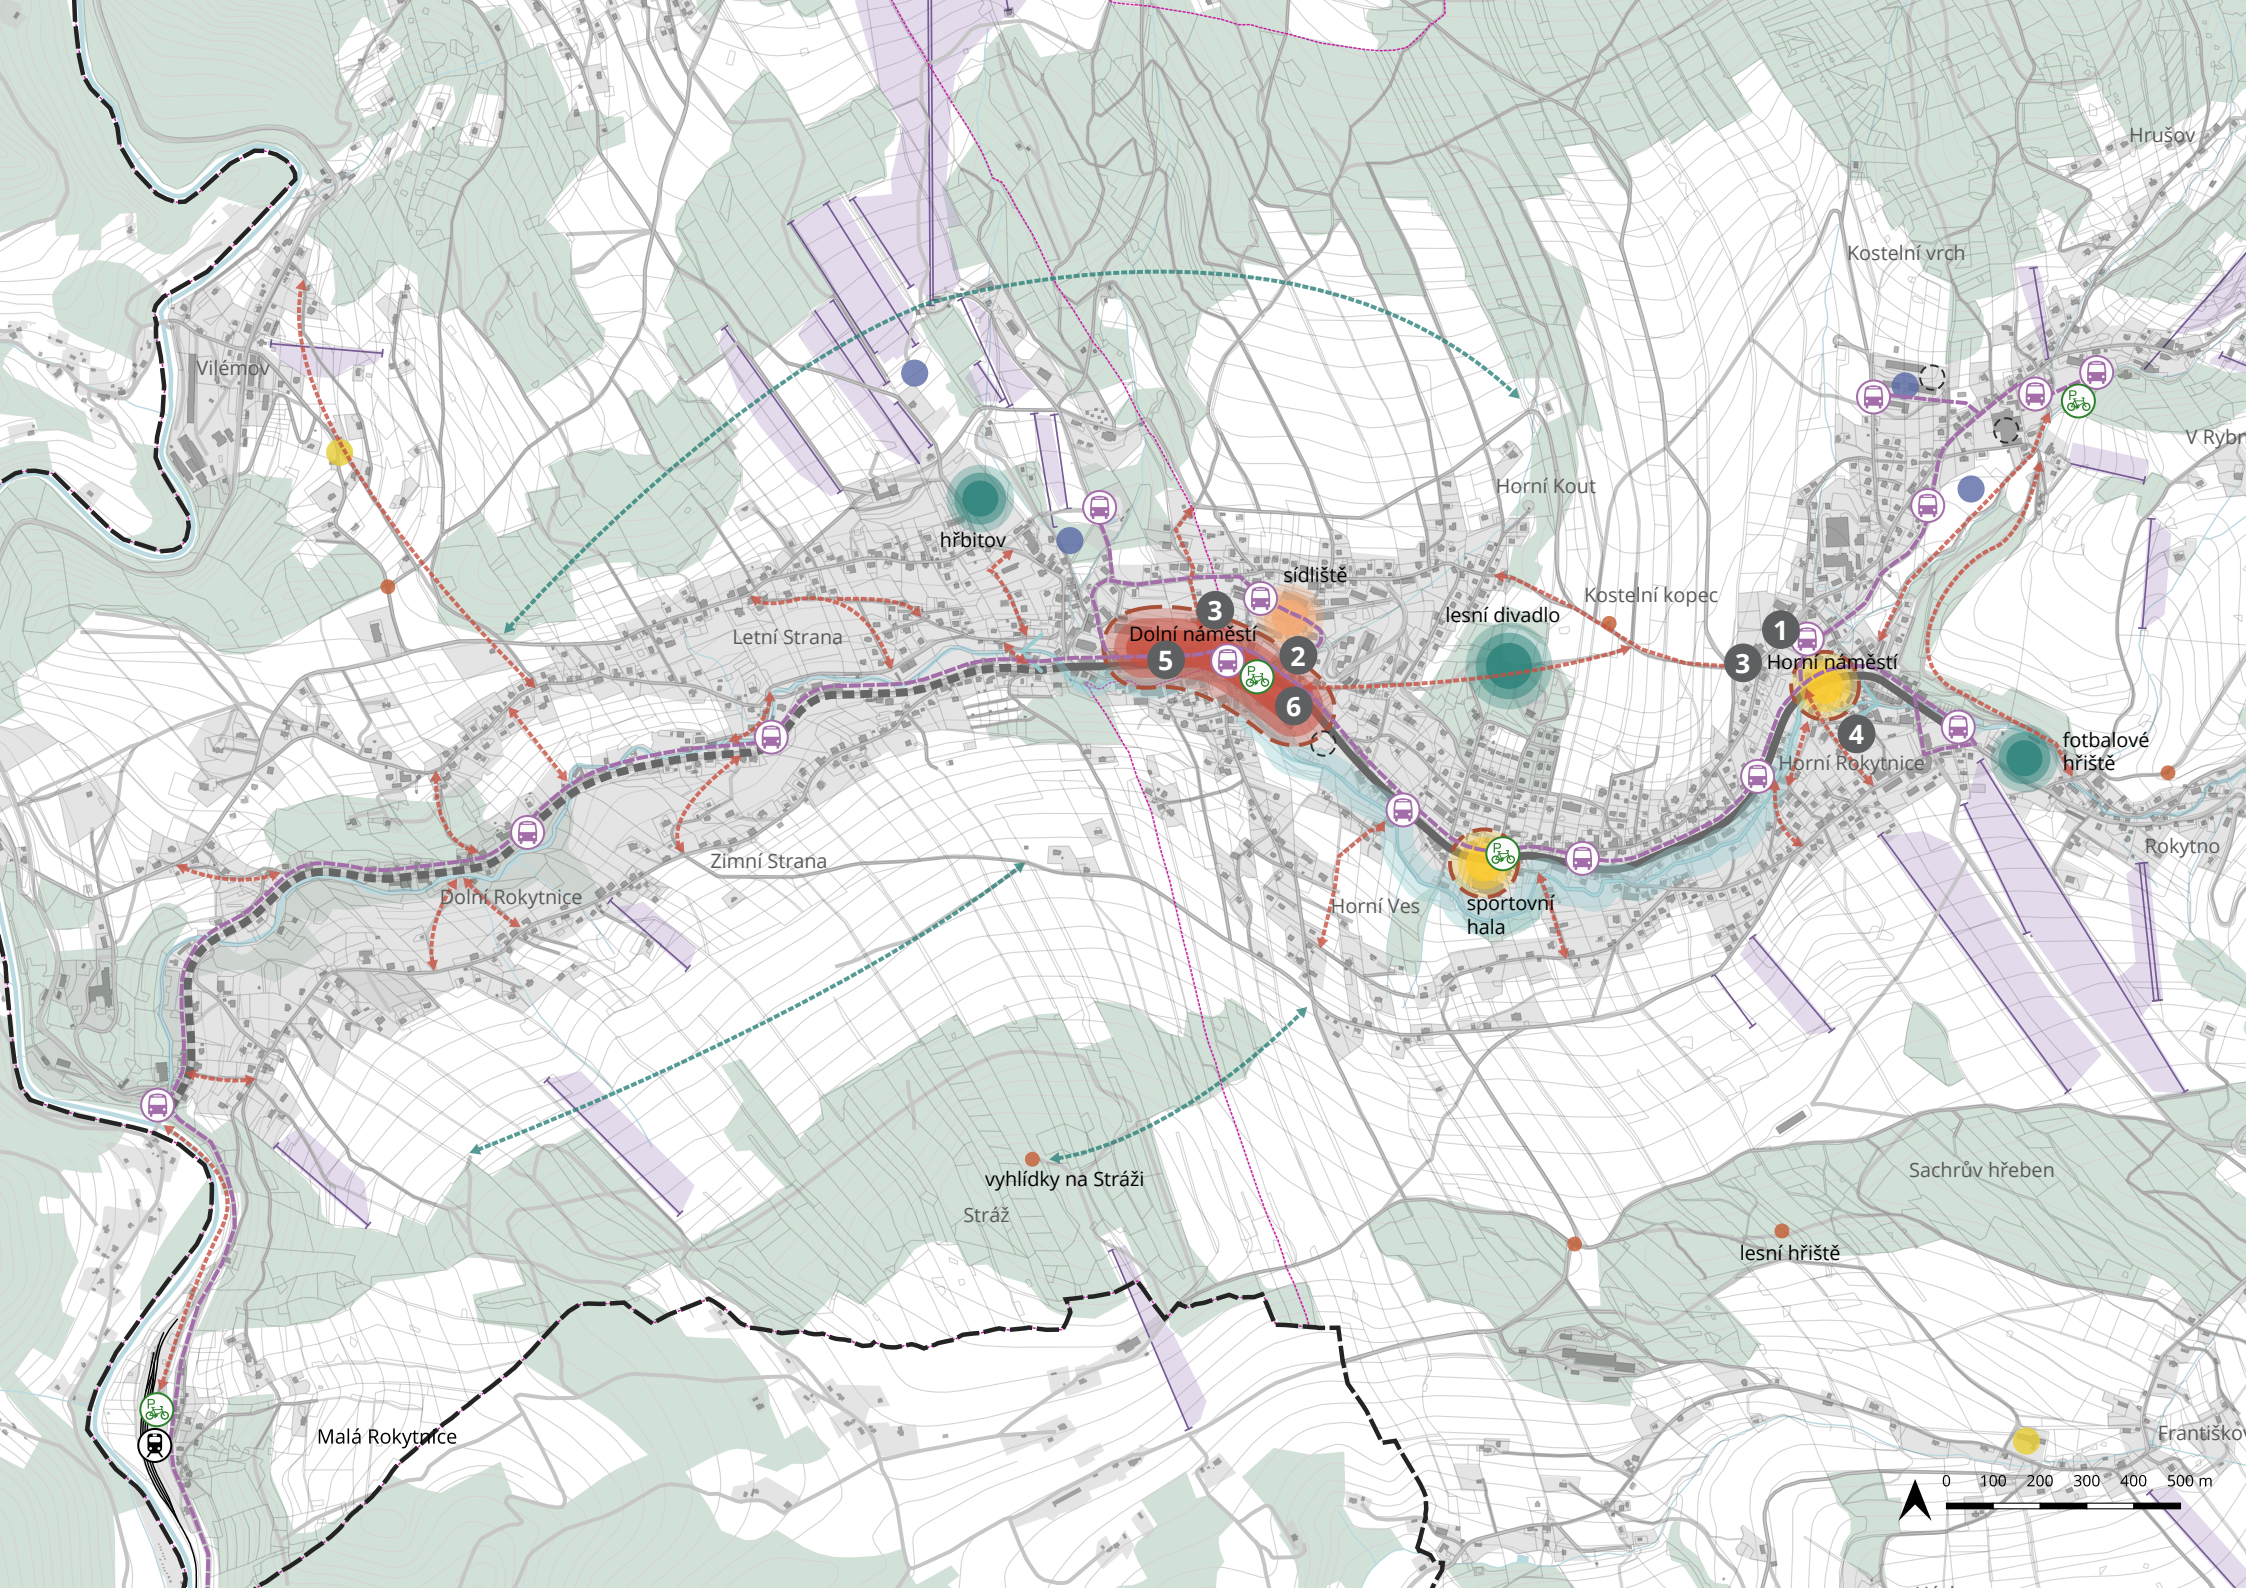 Hrušov
Kostelní vrch
Vilémov
V Rybn
Horní Kout
hřbitov
sídliště
Kostelní kopec
lesní divadlo
3
Letní Strana
Dolní náměstí
1
5
2
3
Horní náměstí
6
4
fotbalové
hřiště
Horní Rokytnice
Rokytno
Zimní Strana
Dolní Rokytnice
Horní Ves
sportovní
hala
vyhlídky na Stráži
Sachrův hřeben
Stráž
lesní hřiště
P
P
P
P
Malá Rokytnice
Františkov
0 100 200 300 400 500 m